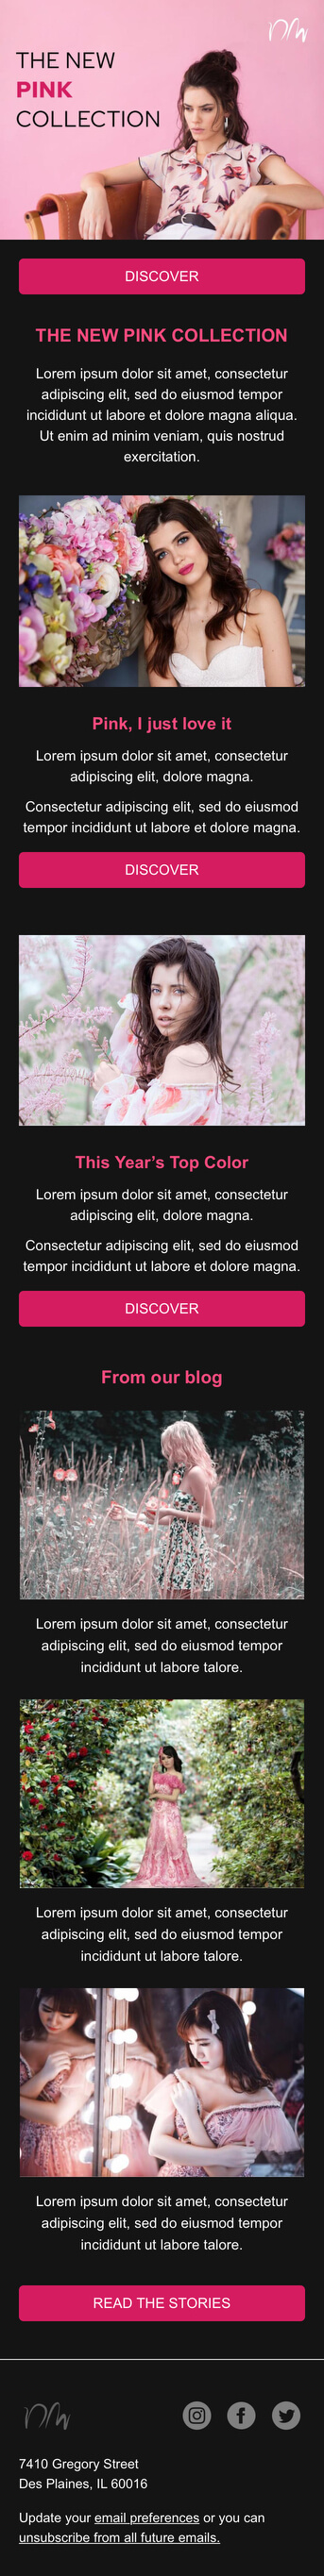 THE NEW
PINK
COLLECTION
DISCOVER
THE NEW PINK COLLECTION
Lorem ipsum dolor sit amet, consectetur
adipiscing elit, sed do eiusmod tempor
incididunt ut labore et dolore magna aliqua.
Ut enim ad minim veniam, quis nostrud
exercitation.
Pink, I just love it
Lorem ipsum dolor sit amet, consectetur
adipiscing elit, dolore magna.
Consectetur adipiscing elit, sed do eiusmod
tempor incididunt ut labore et dolore magna.
DISCOVER
This Year’s Top Color
Lorem ipsum dolor sit amet, consectetur
adipiscing elit, dolore magna.
Consectetur adipiscing elit, sed do eiusmod
tempor incididunt ut labore et dolore magna.
DISCOVER
From our blog
Lorem ipsum dolor sit amet, consectetur
adipiscing elit, sed do eiusmod tempor
incididunt ut labore talore.
Lorem ipsum dolor sit amet, consectetur
adipiscing elit, sed do eiusmod tempor
incididunt ut labore talore.
Lorem ipsum dolor sit amet, consectetur
adipiscing elit, sed do eiusmod tempor
incididunt ut labore talore.
READ THE STORIES
7410 Gregory Street
Des Plaines, IL 60016
Update your email preferences or you can
unsubscribe from all future emails.